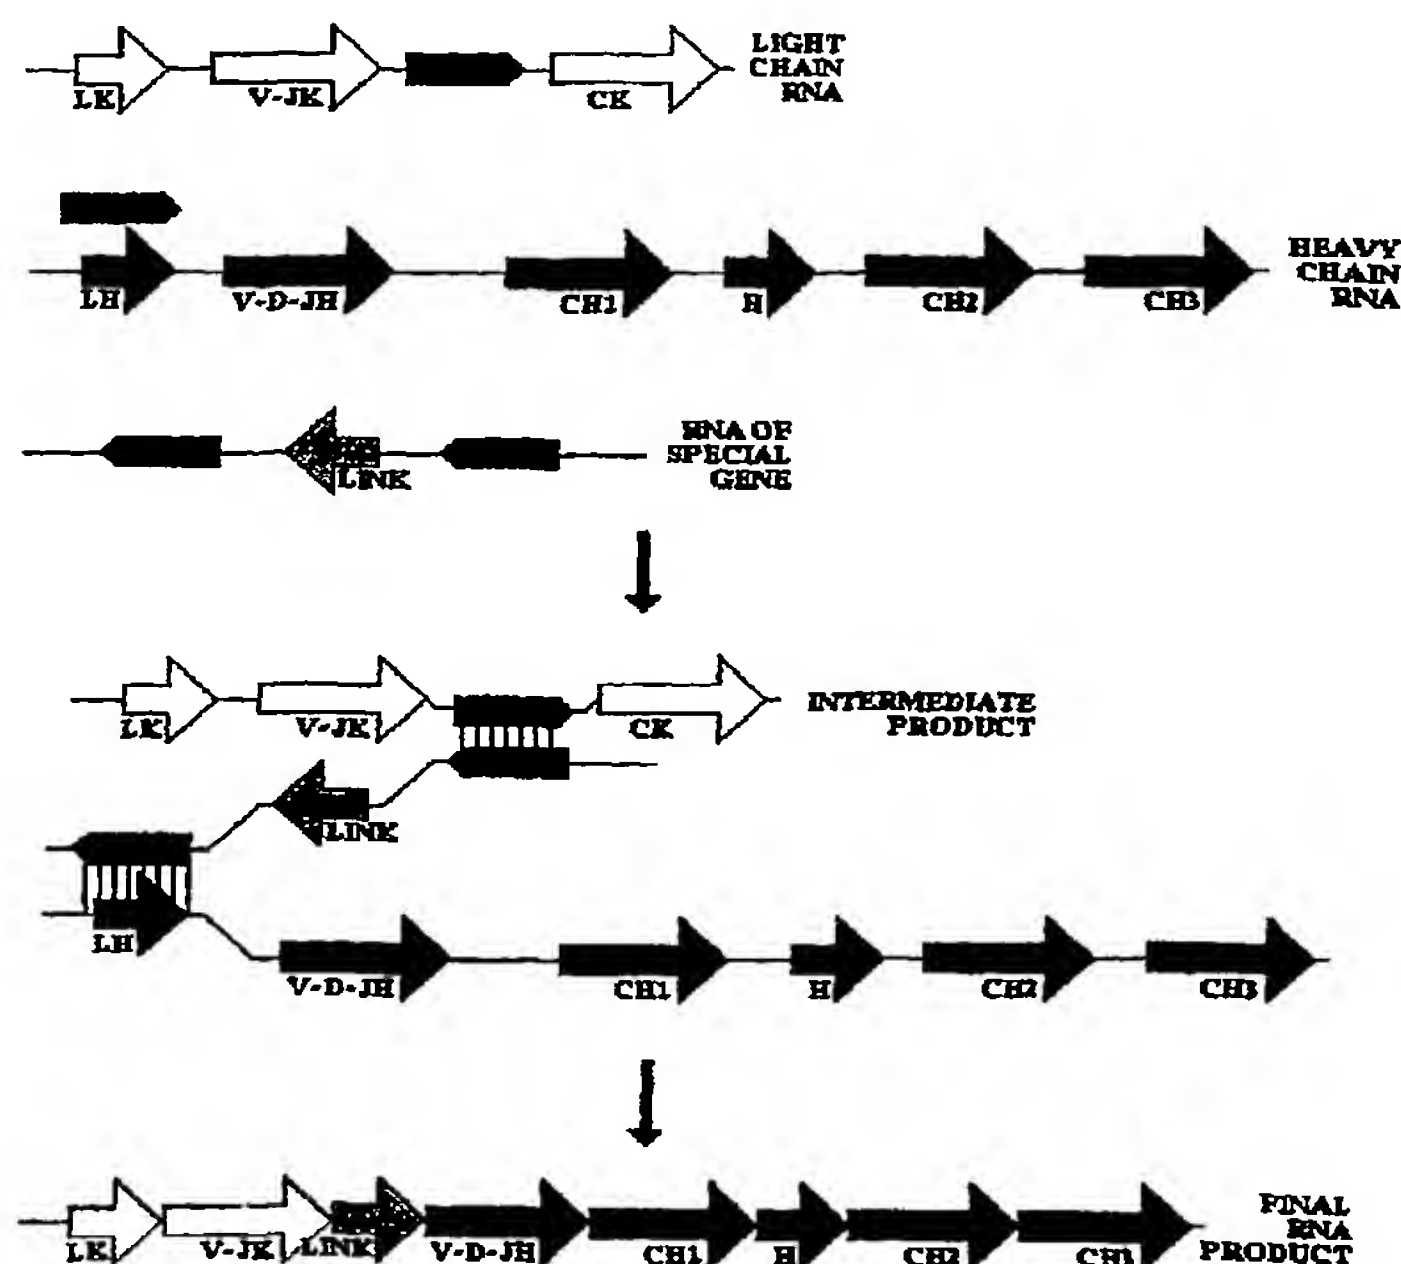 LIGHT
CHAIN
RNA
LK
V-JK
CK
HEAVY
CHAIN
RNA
LH
V-D-JH
CH1
H
CH2
CH3
RNA OF
SPECIAL
GENE
LINK
INTERMEDIATE
PRODUCT
LK
V-JK
CK
LINK
LH
V-D-JH
CH1
H
CH2
CH3
FINAL
RNA
PRODUCT
LK
V-JK
LINK
V-D-JH
CH1
H
CH2
CH3